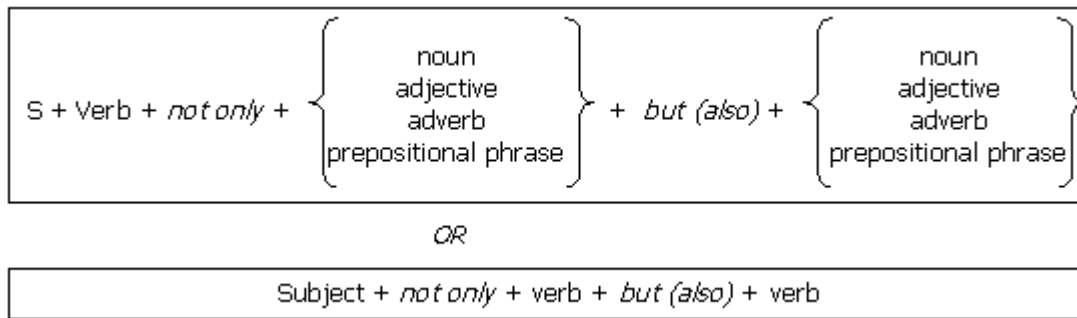 noun noun
adjective adjective
S + Verb + not only + adverb + but (also) + adverb
prepositional phrase prepositional phrase
OR
Subject + not only + verb + but (also) + verb